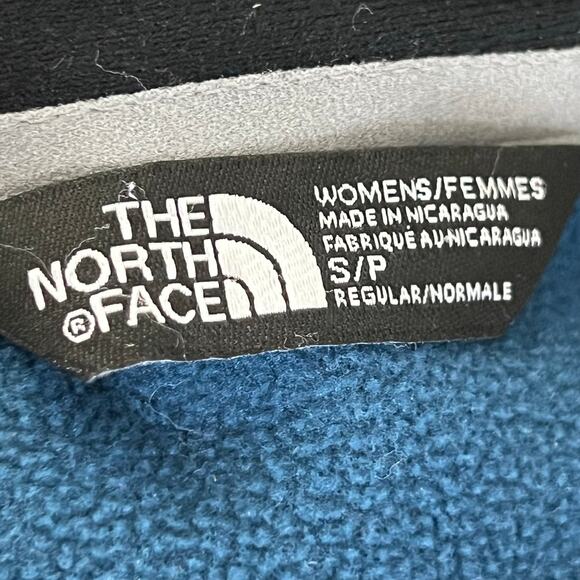 THE
NORTH
®FACE
WOMENS/FEMMES
MADE IN NICARAGUA
FABRIQUÉ AU NICARAGUA
S/P
REGULAR/NORMALE